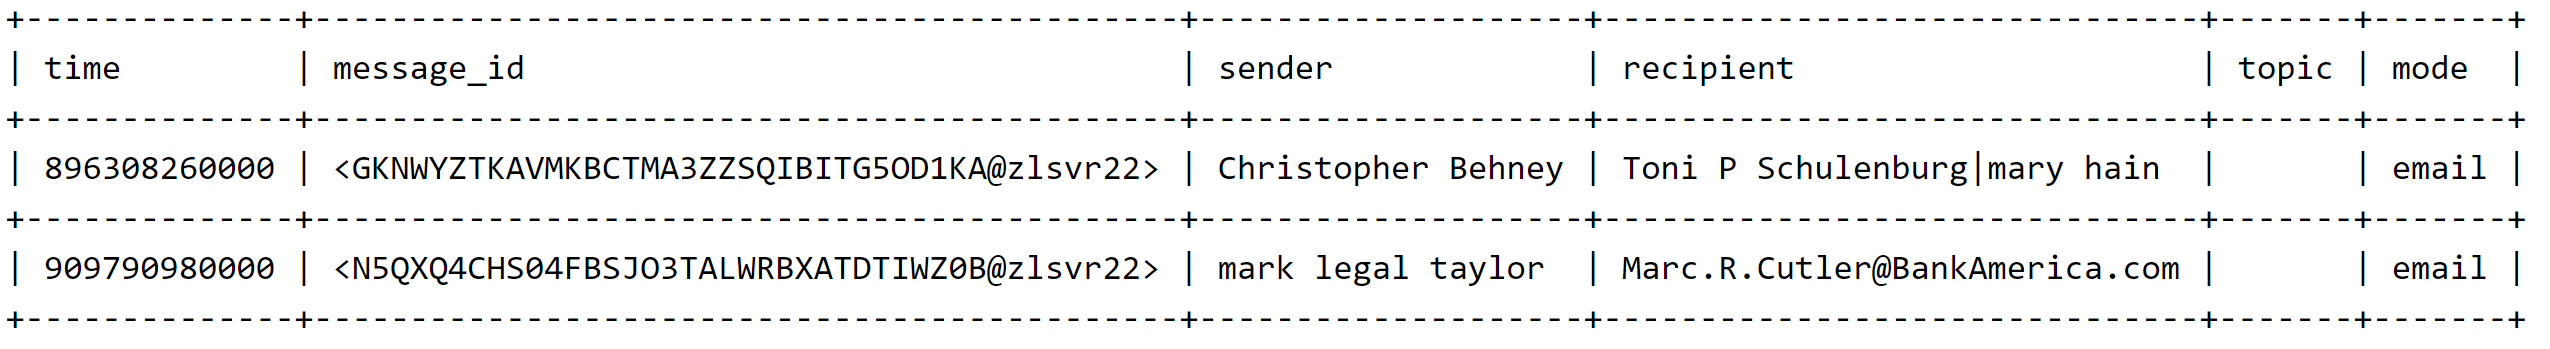 +--------------+---------------------------------------------+--------------------+-------------------------------+-------+-------+
| time         | message_id                                  | sender             | recipient                     | topic | mode  |
+--------------+---------------------------------------------+--------------------+-------------------------------+-------+-------+
| 896308260000 | <GKNWYZTKAVMKBCTMA3ZZSQIBITG5OD1KA@zlsvr22> | Christopher Behney | Toni P Schulenburg|mary hain  |       | email |
+--------------+---------------------------------------------+--------------------+-------------------------------+-------+-------+
| 909790980000 | <N5QXQ4CHS04FBSJO3TALWRBXATDTIWZ0B@zlsvr22> | mark legal taylor  | Marc.R.Cutler@BankAmerica.com |       | email |
+--------------+---------------------------------------------+--------------------+-------------------------------+-------+-------+